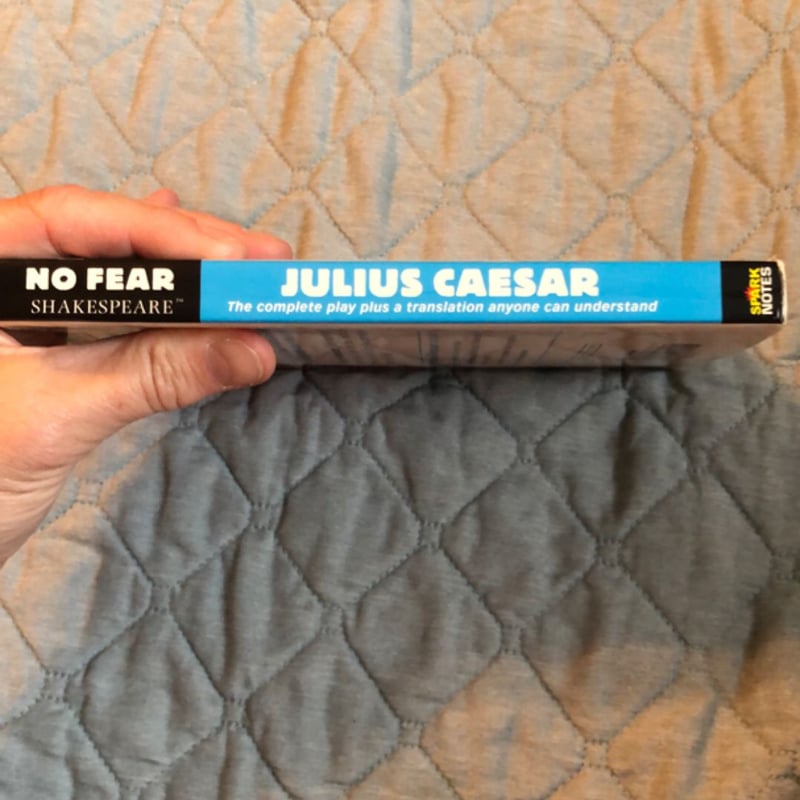 NO FEAR
SHAKESPEARE™
JULIUS CAESAR
The complete play plus a translation anyone can understand
SPARK
NOTES